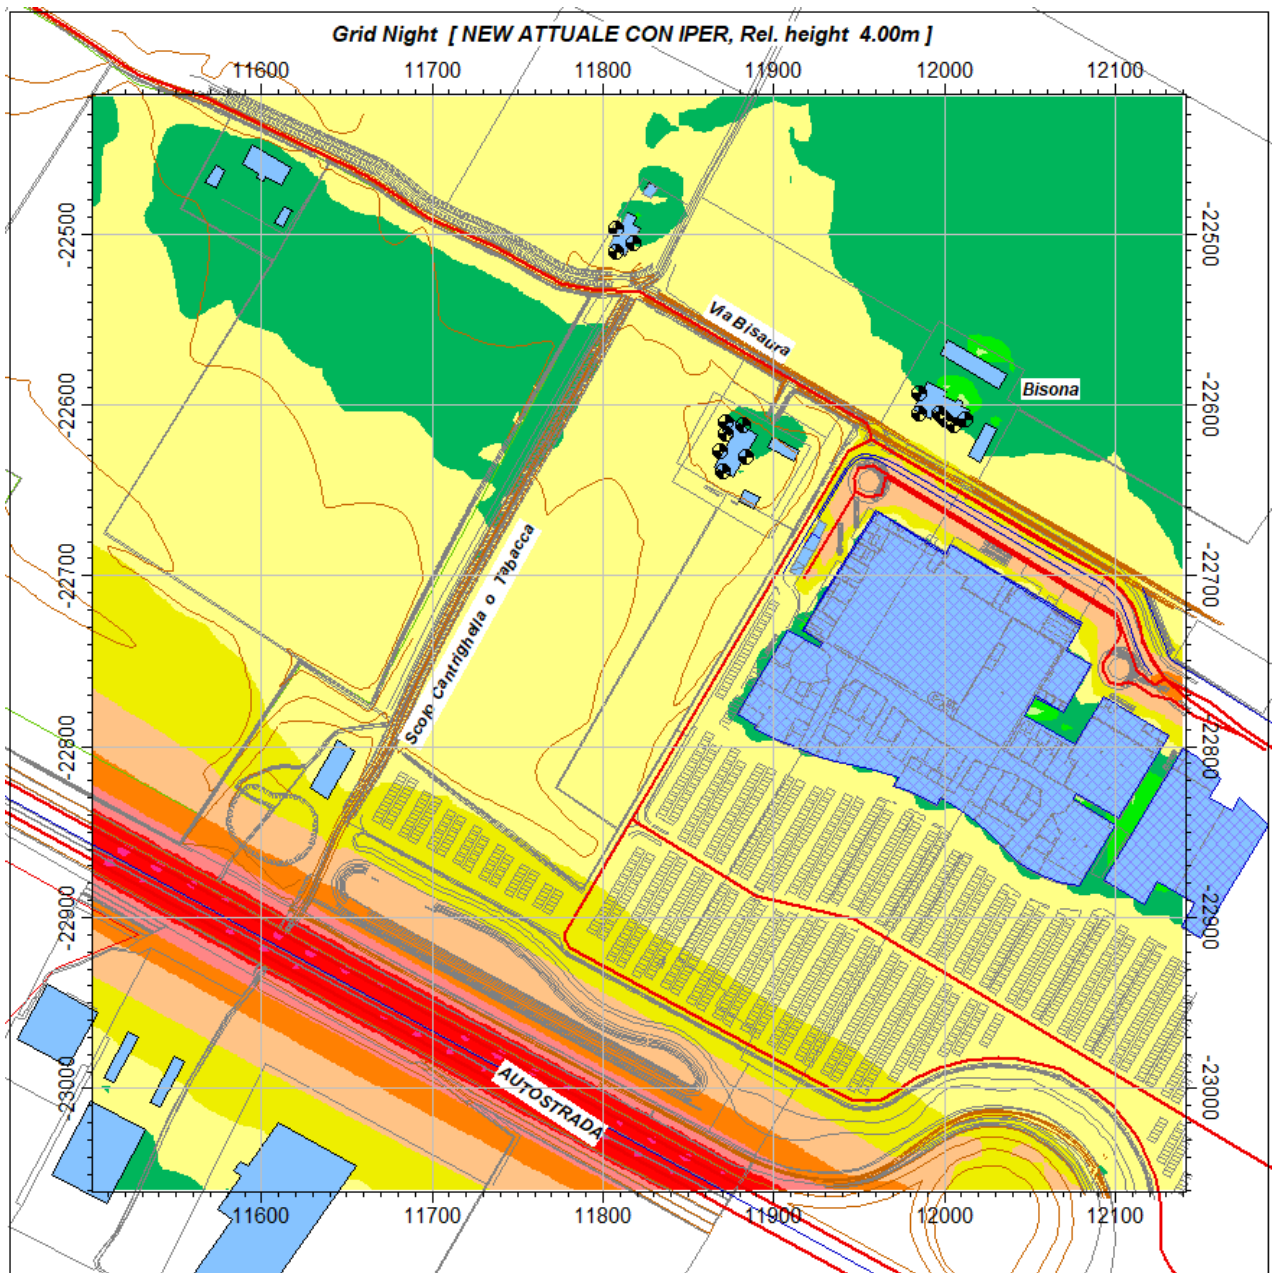 Grid Night [ NEW ATTUALE CON IPER, Rel. height 4.00m ]
11600 11700 11800 11900 12000 12100
-22500 -22500
Via Bisaura
Bisona
-22600 -22600
-22700 -22700
Scolo Cantrighella o Tabacca
-22800 -22800
-22900 -22900
-23000 -23000
AUTOSTRADA
11600 11700 11800 11900 12000 12100